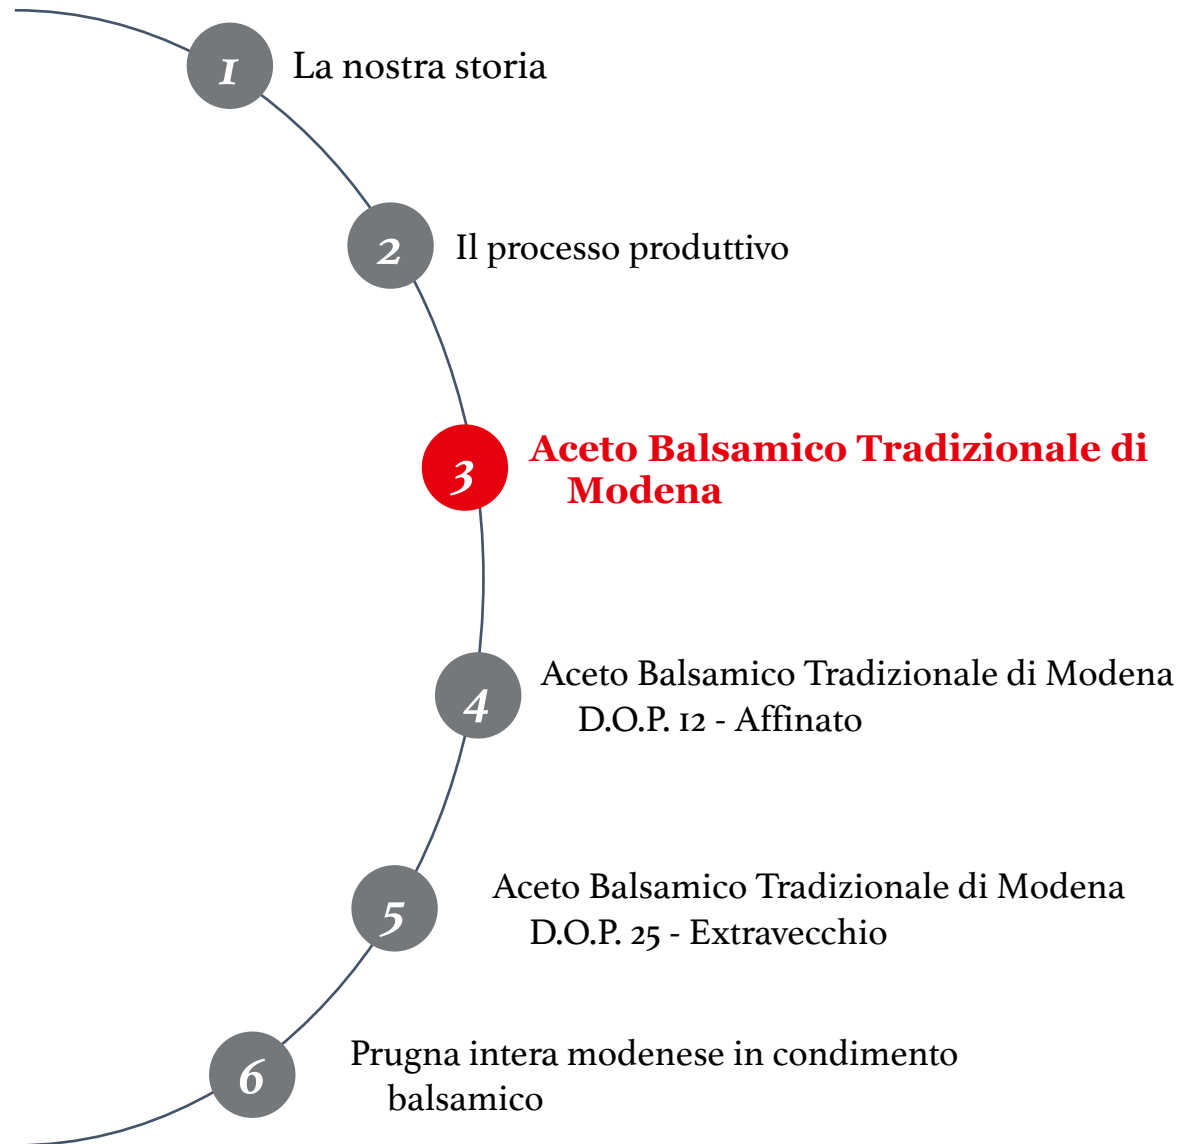 1 La nostra storia
2 Il processo produttivo
3 Aceto Balsamico Tradizionale di
Modena
4 Aceto Balsamico Tradizionale di Modena
D.O.P. 12 - Affinato
5 Aceto Balsamico Tradizionale di Modena
D.O.P. 25 - Extravecchio
6 Prugna intera modenese in condimento
balsamico